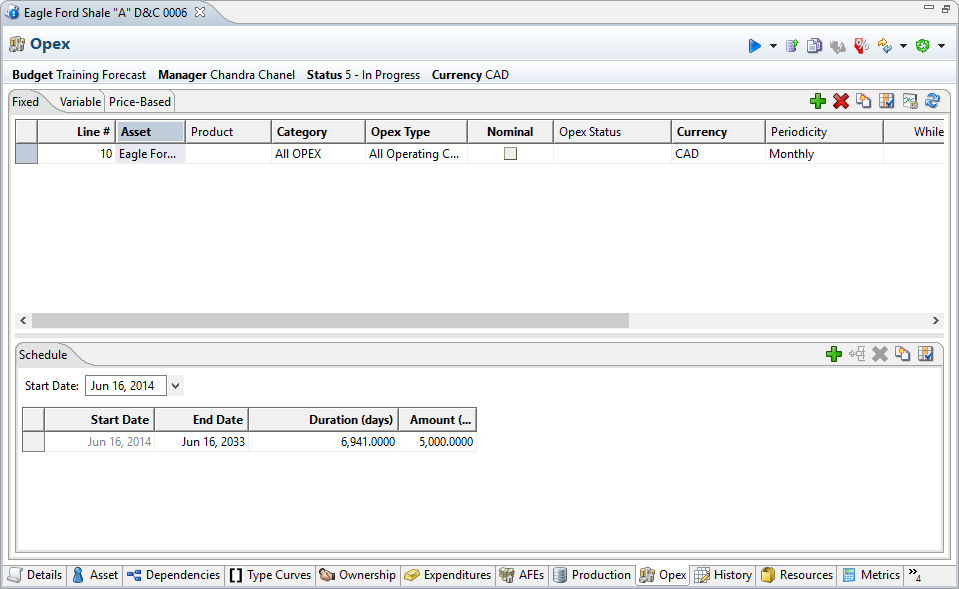 Eagle Ford Shale "A" D&C 0006
Opex
Budget Training Forecast Manager Chandra Chanel Status 5 - In Progress Currency CAD
Fixed Variable Price-Based
Line # Asset Product Category Opex Type Nominal Opex Status Currency Periodicity While
10 Eagle For... All OPEX All Operating C... CAD Monthly
Schedule
Start Date: Jun 16, 2014
Start Date End Date Duration (days) Amount (...
Jun 16, 2014 Jun 16, 2033 6,941.0000 5,000.0000
Details Asset Dependencies Type Curves Ownership Expenditures AFEs Production Opex History Resources Metrics »4